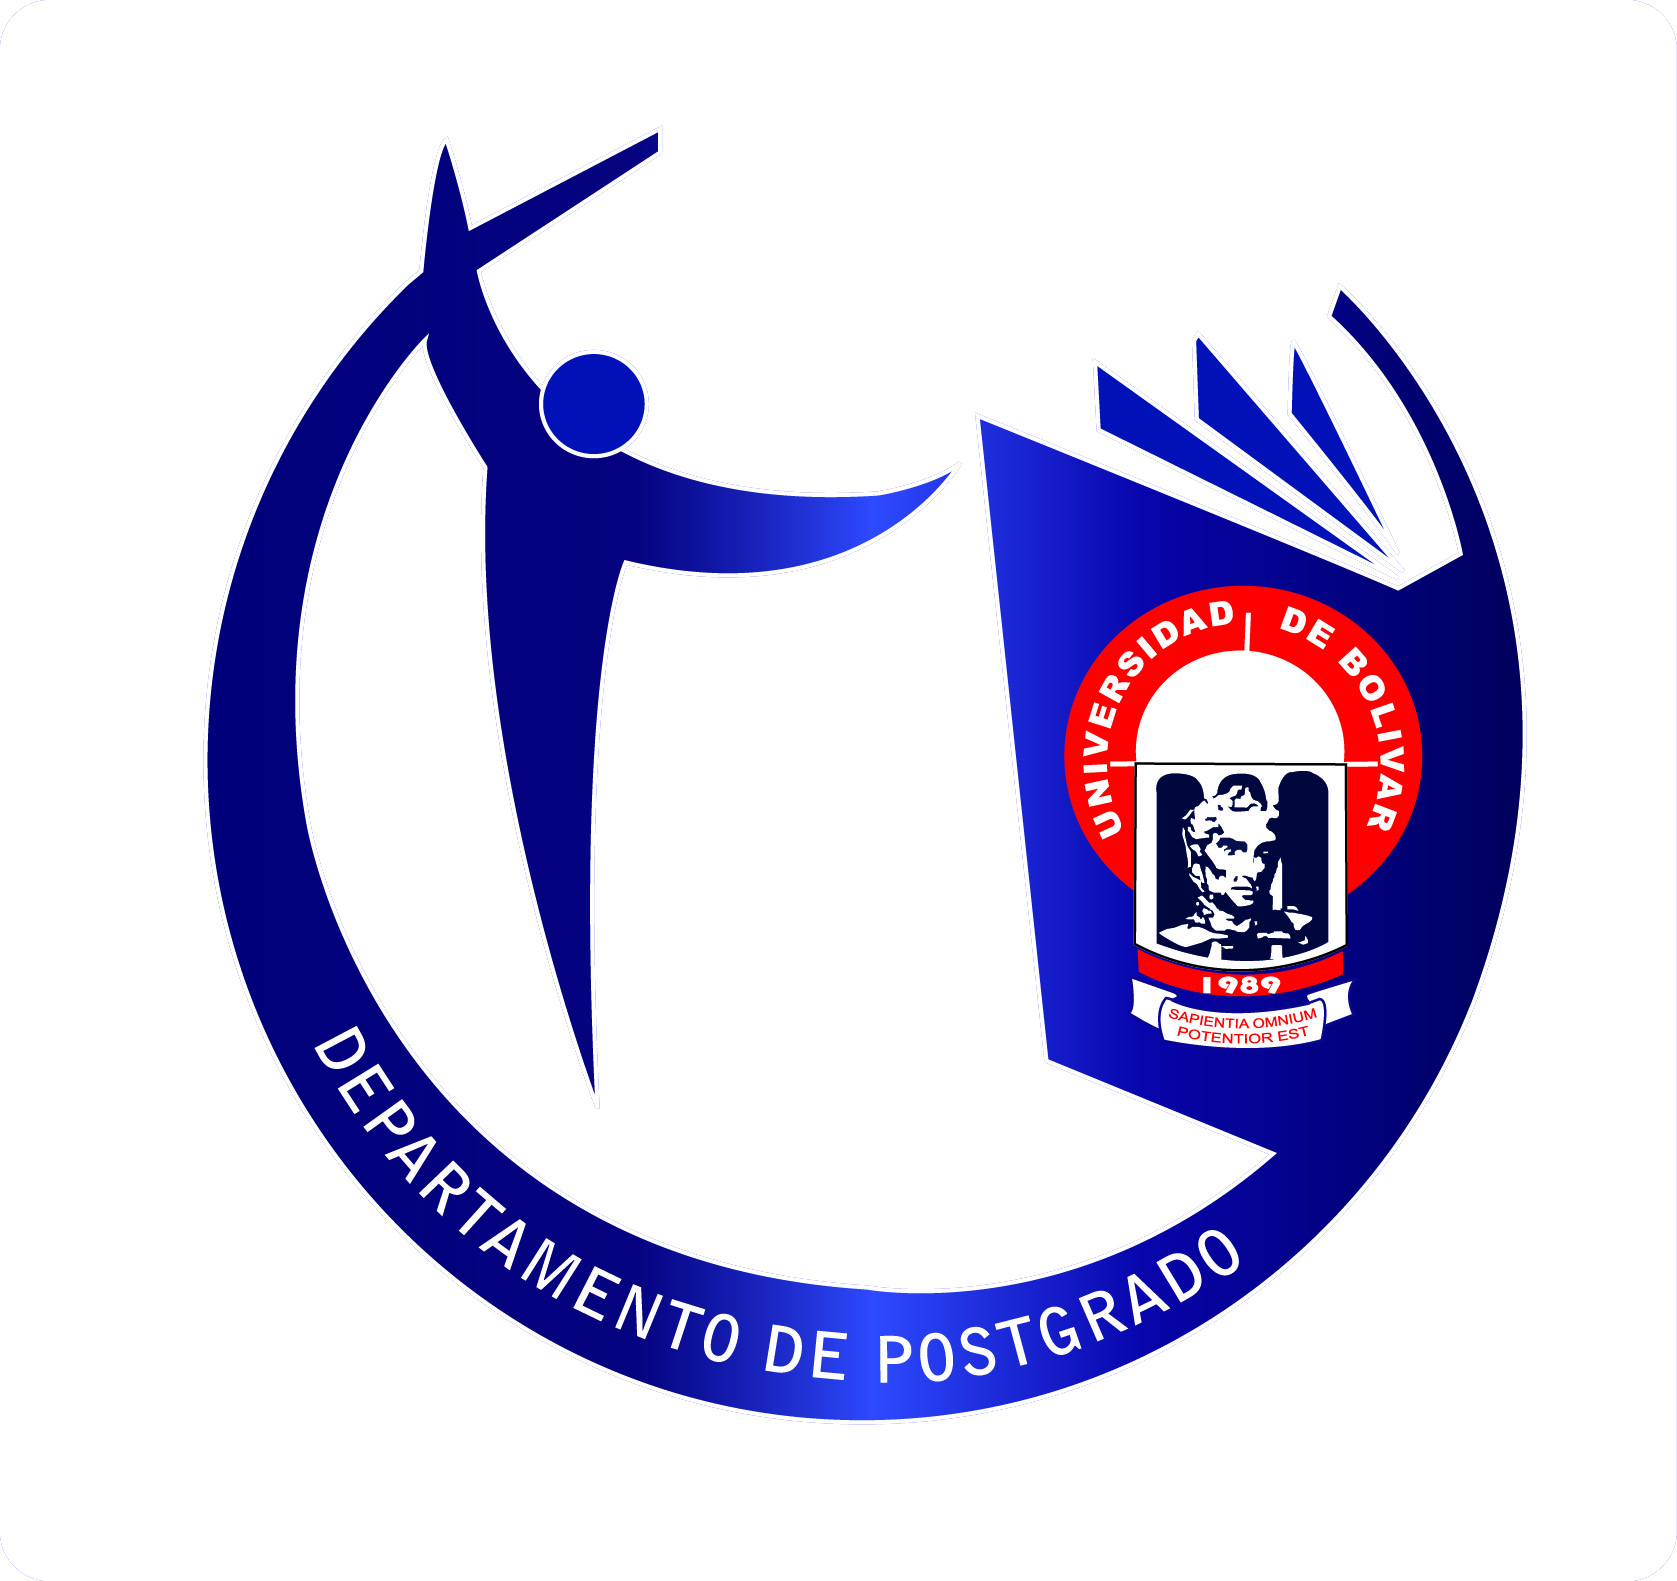 UNIVERSIDAD DE BOLIVAR
1989
SAPIENTIA OMNIUM
POTENTIOR EST
DEPARTAMENTO DE POSTGRADO